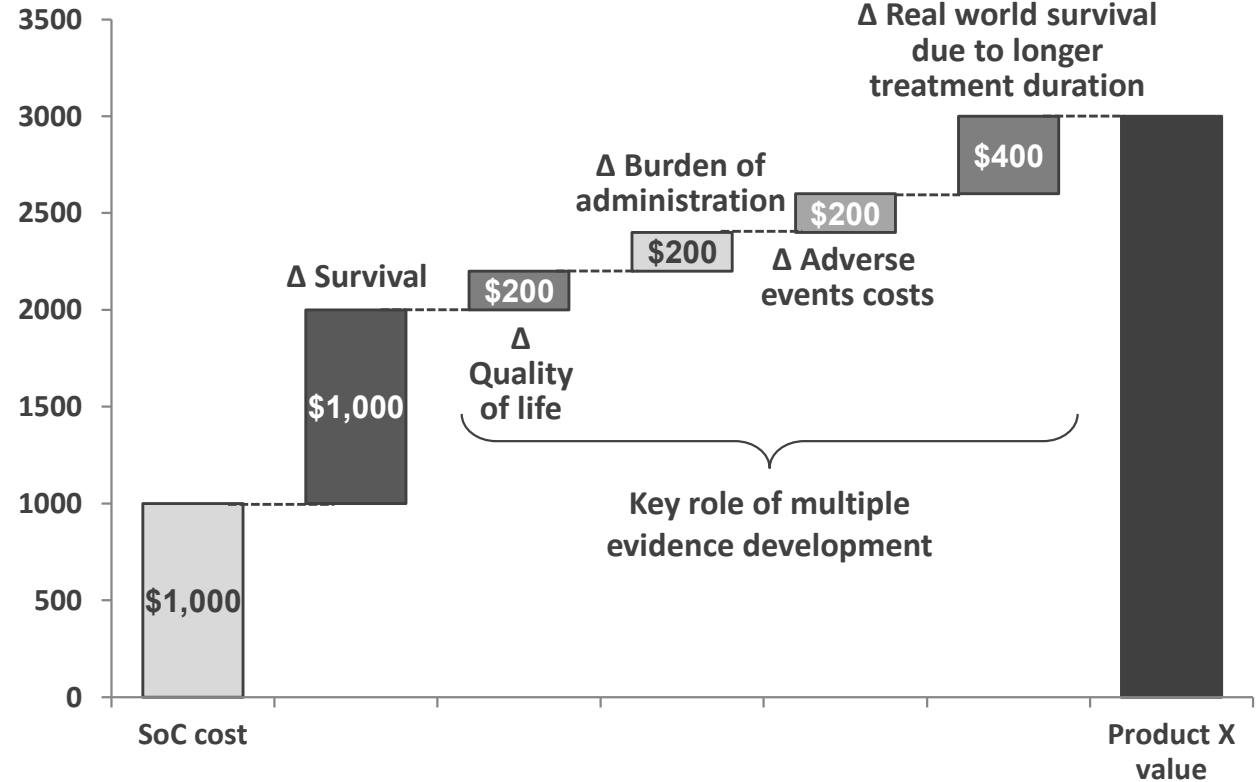 3500
3000
2500
2000
1500
1000
500
0
Δ Real world survival
due to longer
treatment duration
$400
Δ Burden of
administration
$200
$200
Δ Adverse
events costs
Δ Survival
$200
Δ
Quality
of life
$1,000
Key role of multiple
evidence development
$1,000
SoC cost
Product X
value